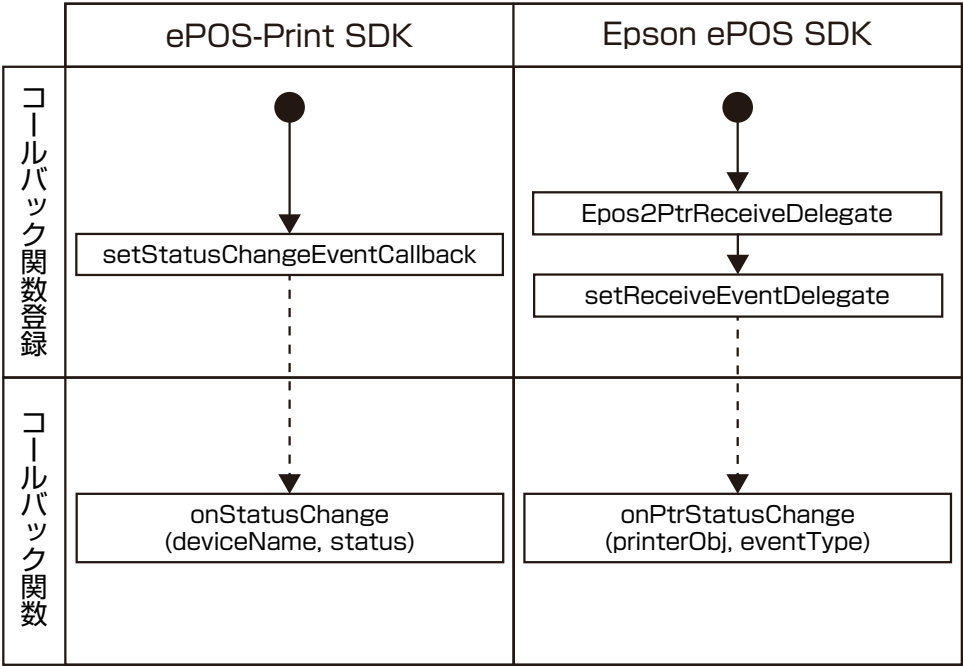 ePOS-Print SDK
Epson ePOS SDK
コールバック関数登録
setStatusChangeEventCallback
Epos2PtrReceiveDelegate
setReceiveEventDelegate
コールバック関数
onStatusChange
(deviceName, status)
onPtrStatusChange
(printerObj, eventType)